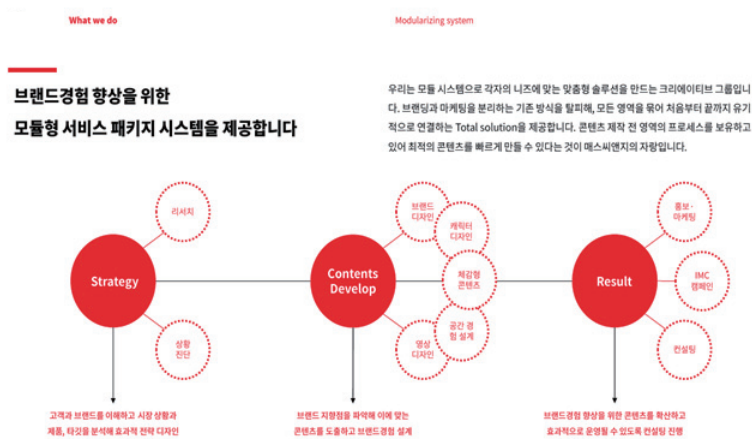 What we do
Modularizing system
브랜드경험 향상을 위한
모듈형 서비스 패키지 시스템을 제공합니다
우리는 모듈 시스템으로 각자의 니즈에 맞는 맞춤형 솔루션을 만드는 크리에이티브 그룹입니
다. 브랜딩과 마케팅을 분리하는 기존 방식을 탈피해, 모든 영역을 묶어 처음부터 끝까지 유기
적으로 연결하는 Total solution을 제공합니다. 콘텐츠 제작 전 영역의 프로세스를 보유하고
있어 최적의 콘텐츠를 빠르게 만들 수 있다는 것이 매스씨앤지의 자랑입니다.
Strategy
리서치
상황
진단
고객과 브랜드를 이해하고 시장 상황과
제품, 타깃을 분석해 효과적 전략 디자인
Contents
Develop
브랜드
디자인
캐릭터
디자인
체감형
콘텐츠
공간 경
험 설계
영상
디자인
브랜드 지향점을 파악해 이에 맞는
콘텐츠를 도출하고 브랜드경험 설계
Result
홍보·
마케팅
IMC
캠페인
컨설팅
브랜드경험 향상을 위한 콘텐츠를 확산하고
효과적으로 운영될 수 있도록 컨설팅 진행